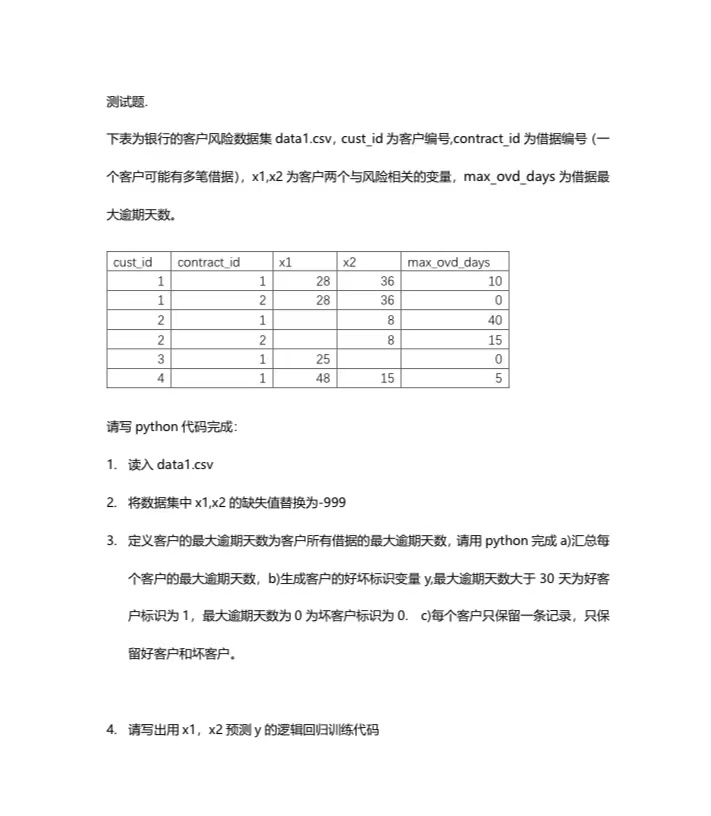 测试题.
下表为银行的客户风险数据集 data1.csv，cust_id 为客户编号,contract_id 为借据编号（一
个客户可能有多笔借据），x1,x2 为客户两个与风险相关的变量，max_ovd_days 为借据最
大逾期天数。
cust_id contract_id x1 x2 max_ovd_days
1 1 28 36 10
1 2 28 36 0
2 1 8 40
2 2 8 15
3 1 25 0
4 1 48 15 5
请写 python 代码完成：
1. 读入 data1.csv
2. 将数据集中 x1,x2 的缺失值替换为-999
3. 定义客户的最大逾期天数为客户所有借据的最大逾期天数，请用 python 完成 a)汇总每
个客户的最大逾期天数，b)生成客户的好坏标识变量 y,最大逾期天数大于 30 天为好客
户标识为 1，最大逾期天数为 0 为坏客户标识为 0. c)每个客户只保留一条记录，只保
留好客户和坏客户。
4. 请写出用 x1，x2 预测 y 的逻辑回归训练代码